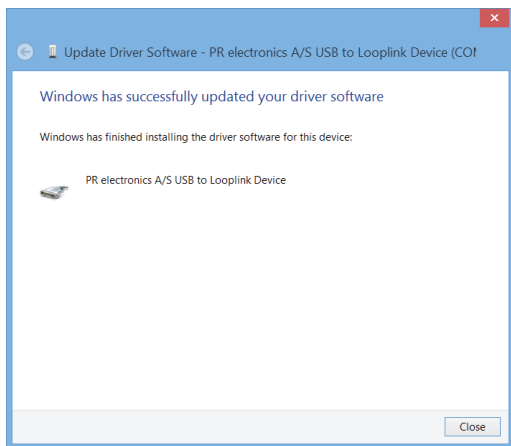 Update Driver Software - PR electronics A/S USB to Looplink Device (COM
Windows has successfully updated your driver software
Windows has finished installing the driver software for this device:
PR electronics A/S USB to Looplink Device
Close